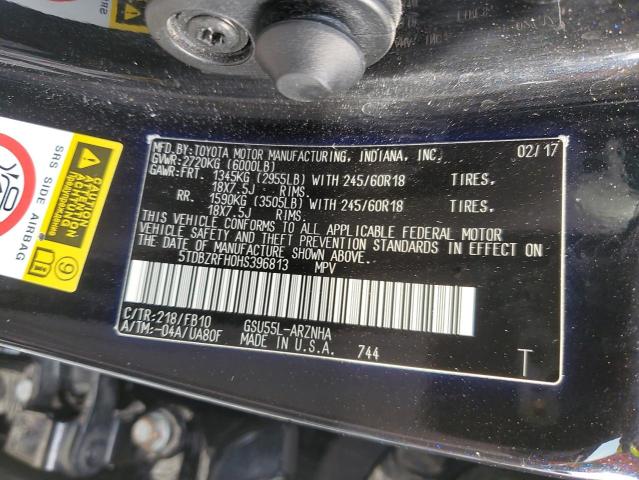 MFD.BY:TOYOTA MOTOR MANUFACTURING, INDIANA, INC. 02/17
GVWR:2720KG (6000LB)
GAWR:FRT. 1345KG (2955LB) WITH 245/60R18 TIRES.
18X7.5J RIMS.
RR. 1590KG (3505LB) WITH 245/60R18 TIRES.
18X7.5J RIMS.
THIS VEHICLE CONFORMS TO ALL APPLICABLE FEDERAL MOTOR
VEHICLE SAFETY AND THEFT PREVENTION STANDARDS IN EFFECT ON
THE DATE OF MANUFACTURE SHOWN ABOVE.
5TDBZRFH0HS396813 MPV
C/TR:218/FB10 GSU55L-ARZNHA
A/TM:-04A/UA80F MADE IN U.S.A. 744 T
SRS SIDE AIRBAG
CAUTION
ACHTUNG
ATTENTION